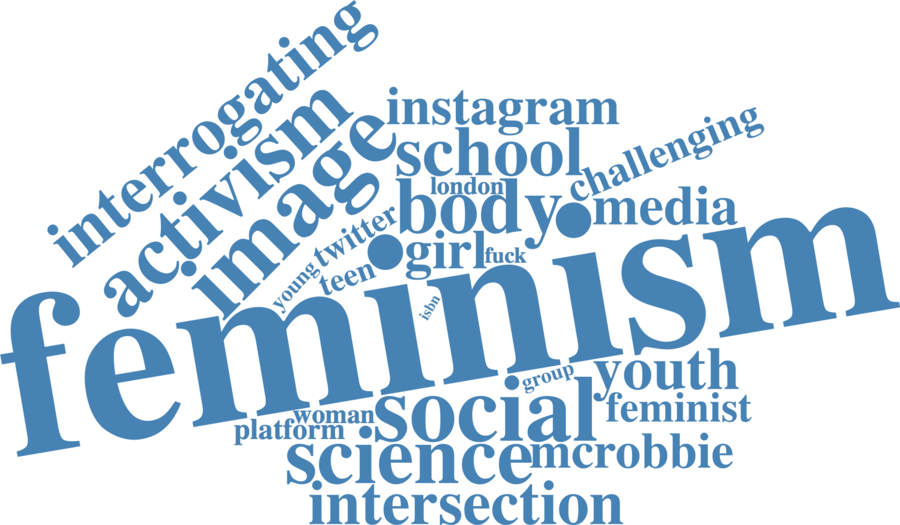 interrogating
activism
image
instagram
school
challenging
london
body
media
twitter
girl
fuck
young
teen
isbn
feminism
group
youth
woman
social
feminist
platform
science
mcrobbie
intersection